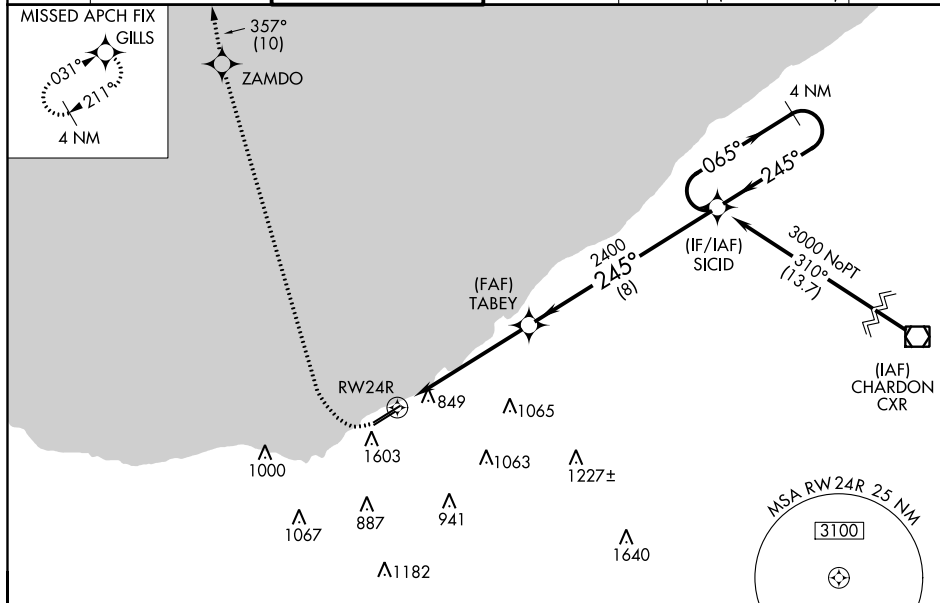 MISSED APCH FIX
GILLS
031°
211°
4 NM
357°
(10)
ZAMDO
4 NM
065°
245°
(IF/IAF)
SICID
3000 NoPT
310°
(13.7)
2400
245°
(8)
(FAF)
TABEY
(IAF)
CHARDON
CXR
RW24R
849
1065
1603
1000
1063
1227±
1067
887
941
1640
1182
MSA RW 24R 25 NM
3100